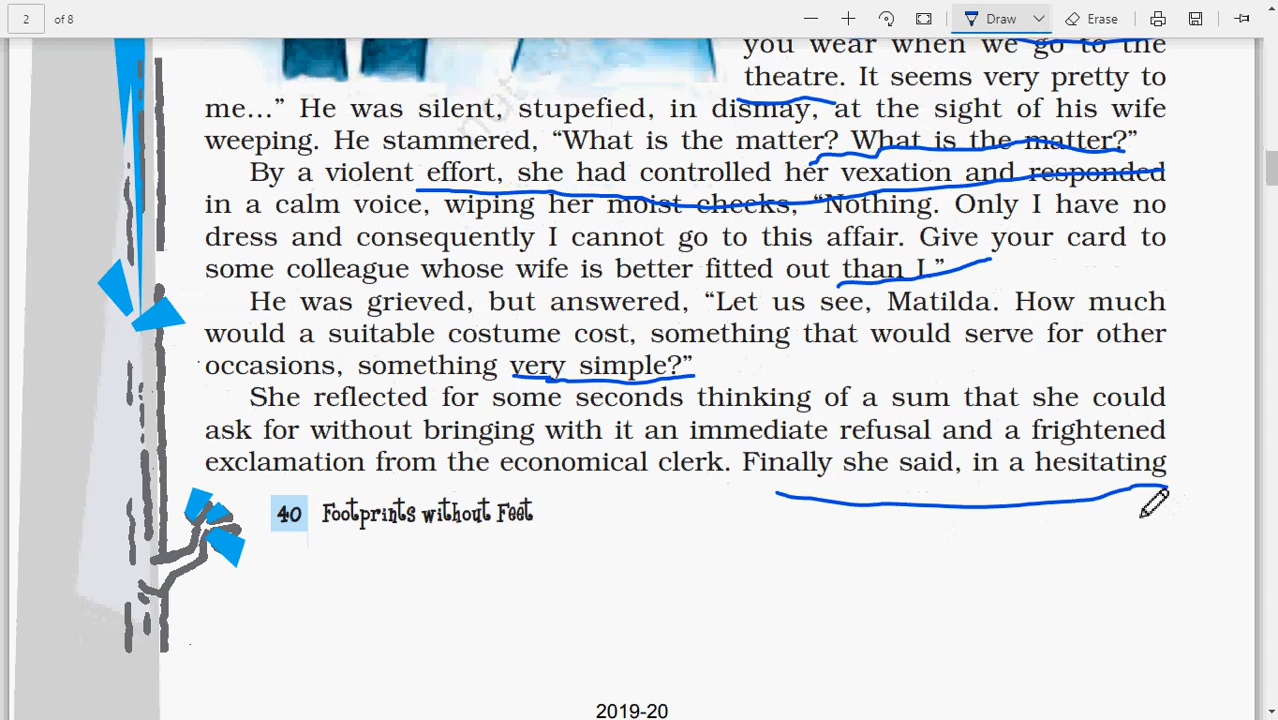 2 of 8 Draw Erase
you wear when we go to the
theatre. It seems very pretty to
me...” He was silent, stupefied, in dismay, at the sight of his wife
weeping. He stammered, “What is the matter? What is the matter?”
By a violent effort, she had controlled her vexation and responded
in a calm voice, wiping her moist cheeks, “Nothing. Only I have no
dress and consequently I cannot go to this affair. Give your card to
some colleague whose wife is better fitted out than I.”
He was grieved, but answered, “Let us see, Matilda. How much
would a suitable costume cost, something that would serve for other
occasions, something very simple?”
She reflected for some seconds thinking of a sum that she could
ask for without bringing with it an immediate refusal and a frightened
exclamation from the economical clerk. Finally she said, in a hesitating
40 Footprints without Feet
2019-20